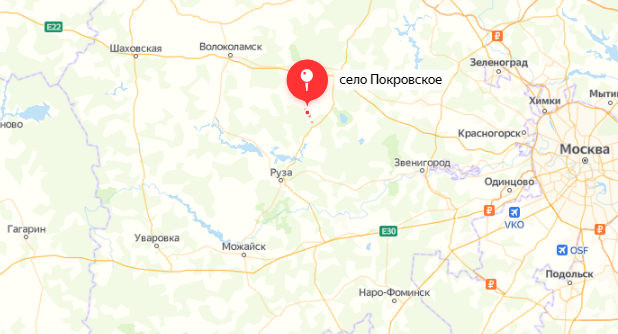 E22
Шаховская
Волоколамск
Зеленоград
село Покровское
Химки
Мыти
ново
Красногорск
Москва
Руза
Звенигород
Одинцово
VKO
Гагарин
Уваровка
E30
Можайск
OSF
Подольск
Наро-Фоминск